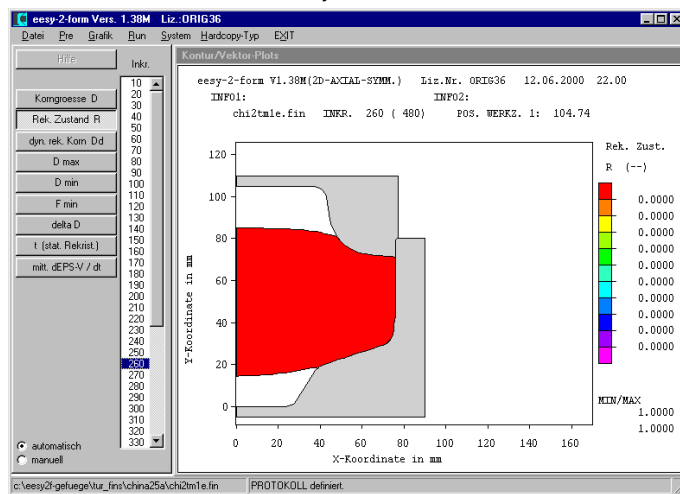 eesy-2-form Vers. 1.38M Liz.:ORIG36
Datei Pre Grafik Run System Hardcopy-Typ EXIT
Hilfe
Inkr.
Korngroesse D
Rek. Zustand R
dyn. rek. Korn Dd
D max
D min
F min
delta D
t (stat. Rekrist.)
mitt. dEPS-V / dt
10
20
30
40
50
60
70
80
90
100
110
120
130
140
150
160
170
180
190
200
210
220
230
240
250
260
270
280
290
300
310
320
330
automatisch
manuell
Kontur/Vektor-Plots
eesy-2-form V1.38M(2D-AXIAL-SYMM.) Liz.Nr. ORIG36 12.06.2000 22.00
INFO1: INFO2:
chi2tm1e.fin INKR. 260 ( 480) POS. WERKZ. 1: 104.74
Rek. Zust.
R (--)
0.0000
0.0000
0.0000
0.0000
0.0000
0.0000
0.0000
0.0000
0.0000
MIN/MAX
1.0000
1.0000
Y-Koordinate in mm
120
100
80
60
40
20
0
0 20 40 60 80 100 120 140 160
X-Koordinate in mm
c:\eesy2f-gefuege\tur_fins\china25a\chi2tm1e.fin PROTOKOLL definiert.